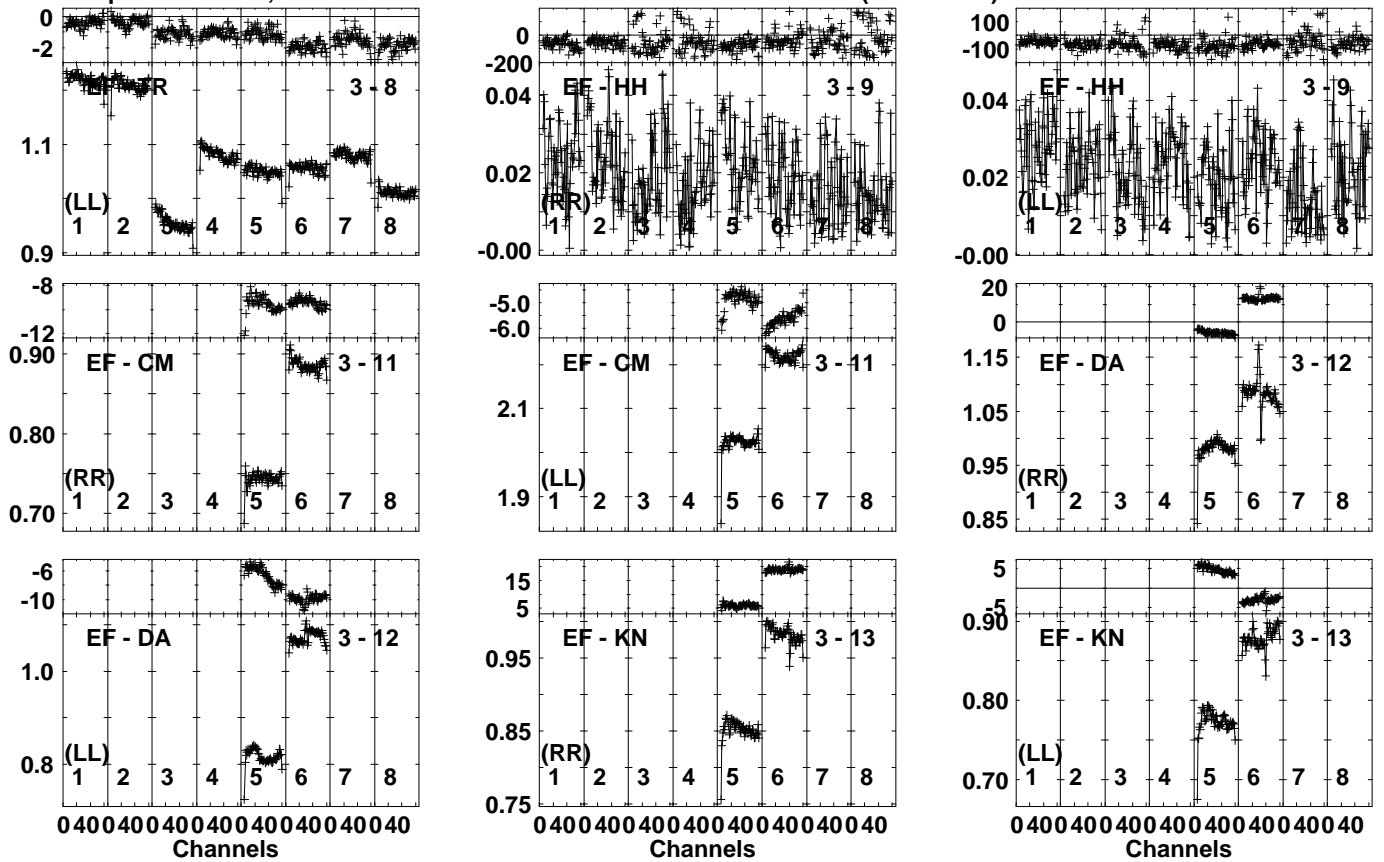 0
-2
EF - TR 3 - 8
1.1
(LL)
1 2 3 4 5 6 7 8
0.9
0
-200
EF - HH 3 - 9
0.04
0.02
(RR)
1 2 3 4 5 6 7 8
-0.00
100
-100
EF - HH 3 - 9
0.04
0.02
(LL)
1 2 3 4 5 6 7 8
0.00
-8
-12
0.90
EF - CM 3 - 11
0.80
(RR)
1 2 3 4 5 6 7 8
0.70
-5.0
-6.0
EF - CM 3 - 11
2.1
(LL)
1.9
1 2 3 4 5 6 7 8
20
0
1.15
EF - DA 3 - 12
1.05
0.95
(RR)
1 2 3 4 5 6 7 8
0.85
-6
-10
EF - DA 3 - 12
1.0
(LL)
0.8
1 2 3 4 5 6 7 8
0 40 0 40 0 40 0 40 0 40 0 40 0 40 0 40
Channels
15
5
EF - KN 3 - 13
0.95
0.85
(RR)
1 2 3 4 5 6 7 8
0.75
0 40 0 40 0 40 0 40 0 40 0 40 0 40 0 40
Channels
5
-5
0.90
EF - KN 3 - 13
0.80
(LL)
1 2 3 4 5 6 7 8
0.70
0 40 0 40 0 40 0 40 0 40 0 40 0 40 0 40
Channels